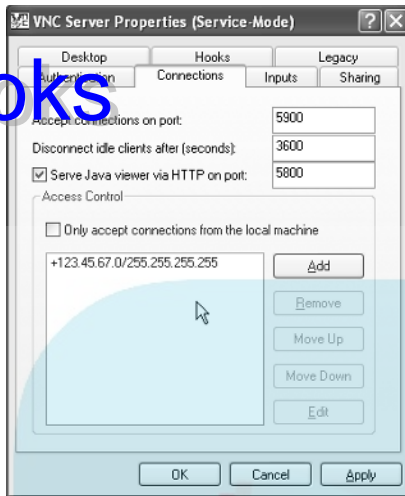 VNC Server Properties (Service-Mode)
Desktop Hooks Legacy
Authentication Connections Inputs Sharing
oks
Accept connections on port: 5900
Disconnect idle clients after (seconds): 3600
Serve Java viewer via HTTP on port: 5800
Access Control
Only accept connections from the local machine
+123.45.67.0/255.255.255.255
Add
Remove
Move Up
Move Down
Edit
OK Cancel Apply